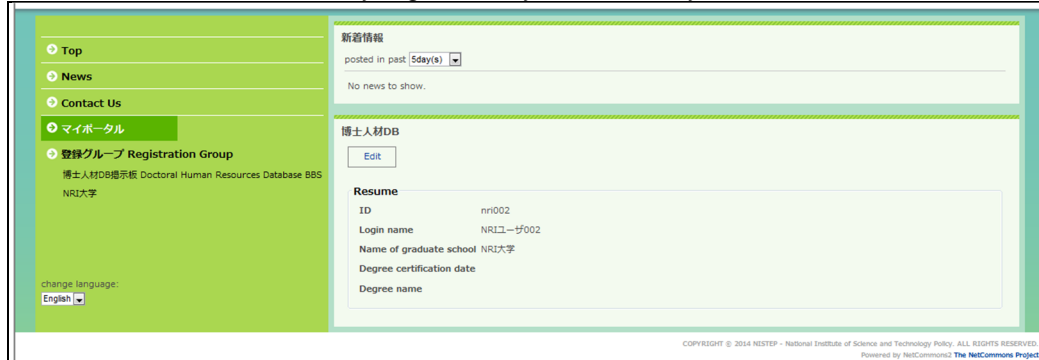 Top
News
Contact Us
マイポータル
登録グループ Registration Group
博士人材DB掲示板 Doctoral Human Resources Database BBS
NRI大学
change language:
English
新着情報
posted in past 5day(s)
No news to show.
博士人材DB
Edit
Resume
ID nri002
Login name NRIユーザ002
Name of graduate school NRI大学
Degree certification date
Degree name
COPYRIGHT © 2014 NISTEP - National Institute of Science and Technology Policy. ALL RIGHTS RESERVED.
Powered by NetCommons2 The NetCommons Project